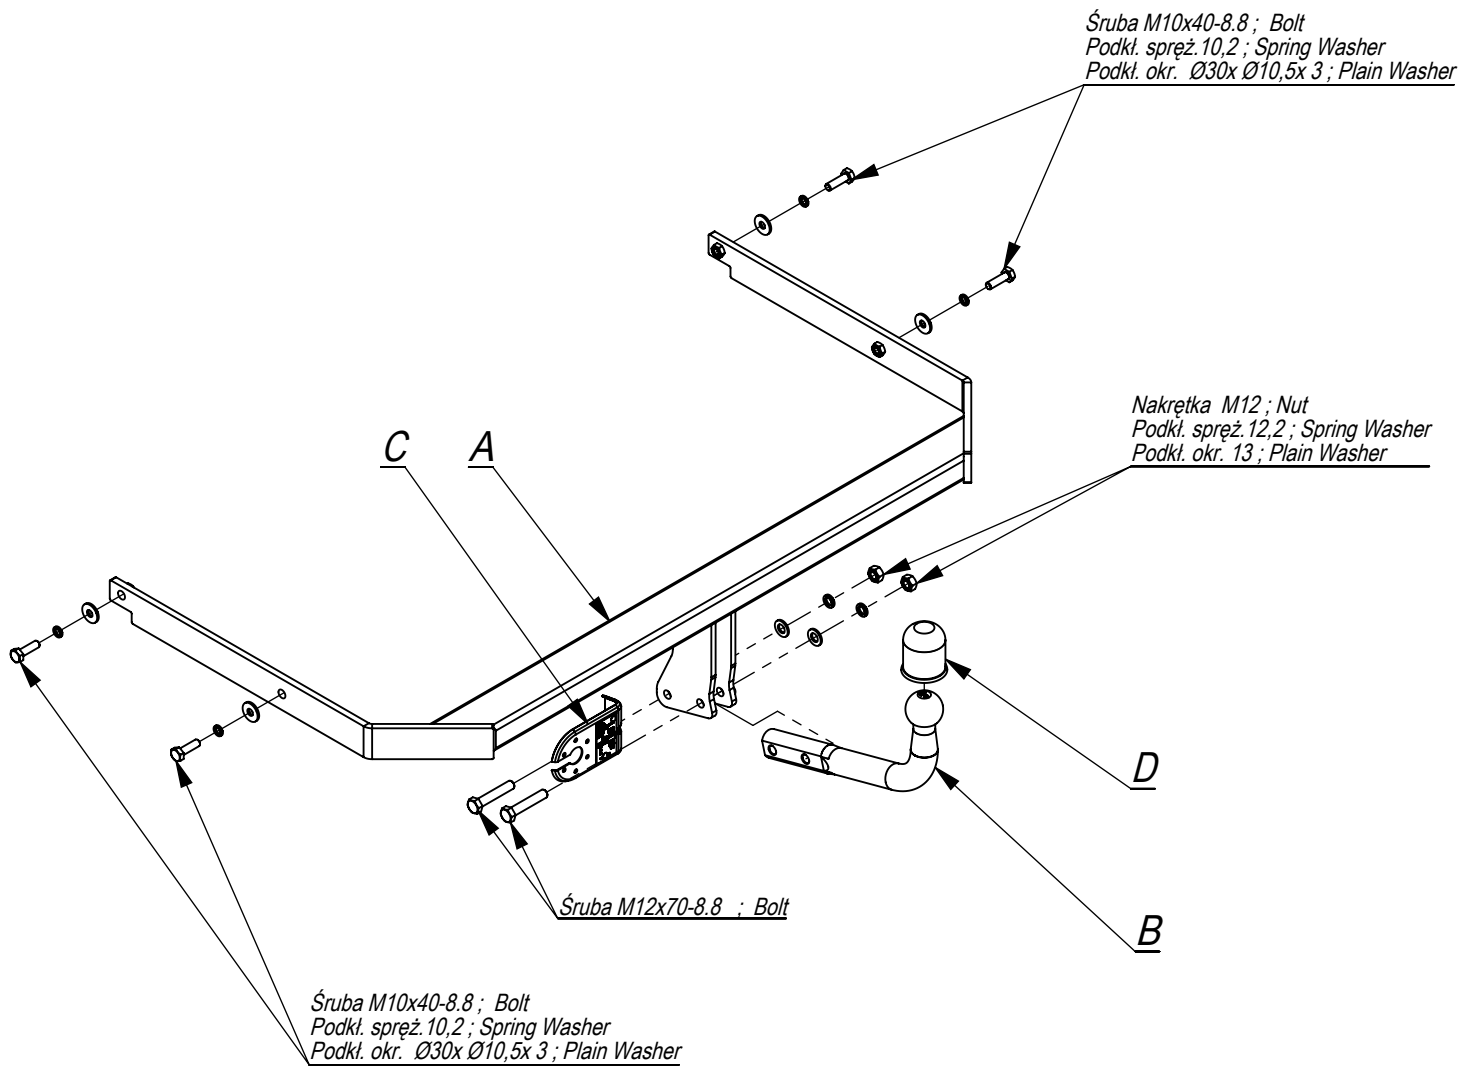 Śruba M10x40-8.8 ; Bolt
Podkł. spręż.10,2 ; Spring Washer
Podkł. okr. Ø30x Ø10,5x 3 ; Plain Washer
Nakrętka M12 ; Nut
Podkł. spręż.12,2 ; Spring Washer
Podkł. okr. 13 ; Plain Washer
C
A
D
B
Śruba M12x70-8.8 ; Bolt
Śruba M10x40-8.8 ; Bolt
Podkł. spręż.10,2 ; Spring Washer
Podkł. okr. Ø30x Ø10,5x 3 ; Plain Washer